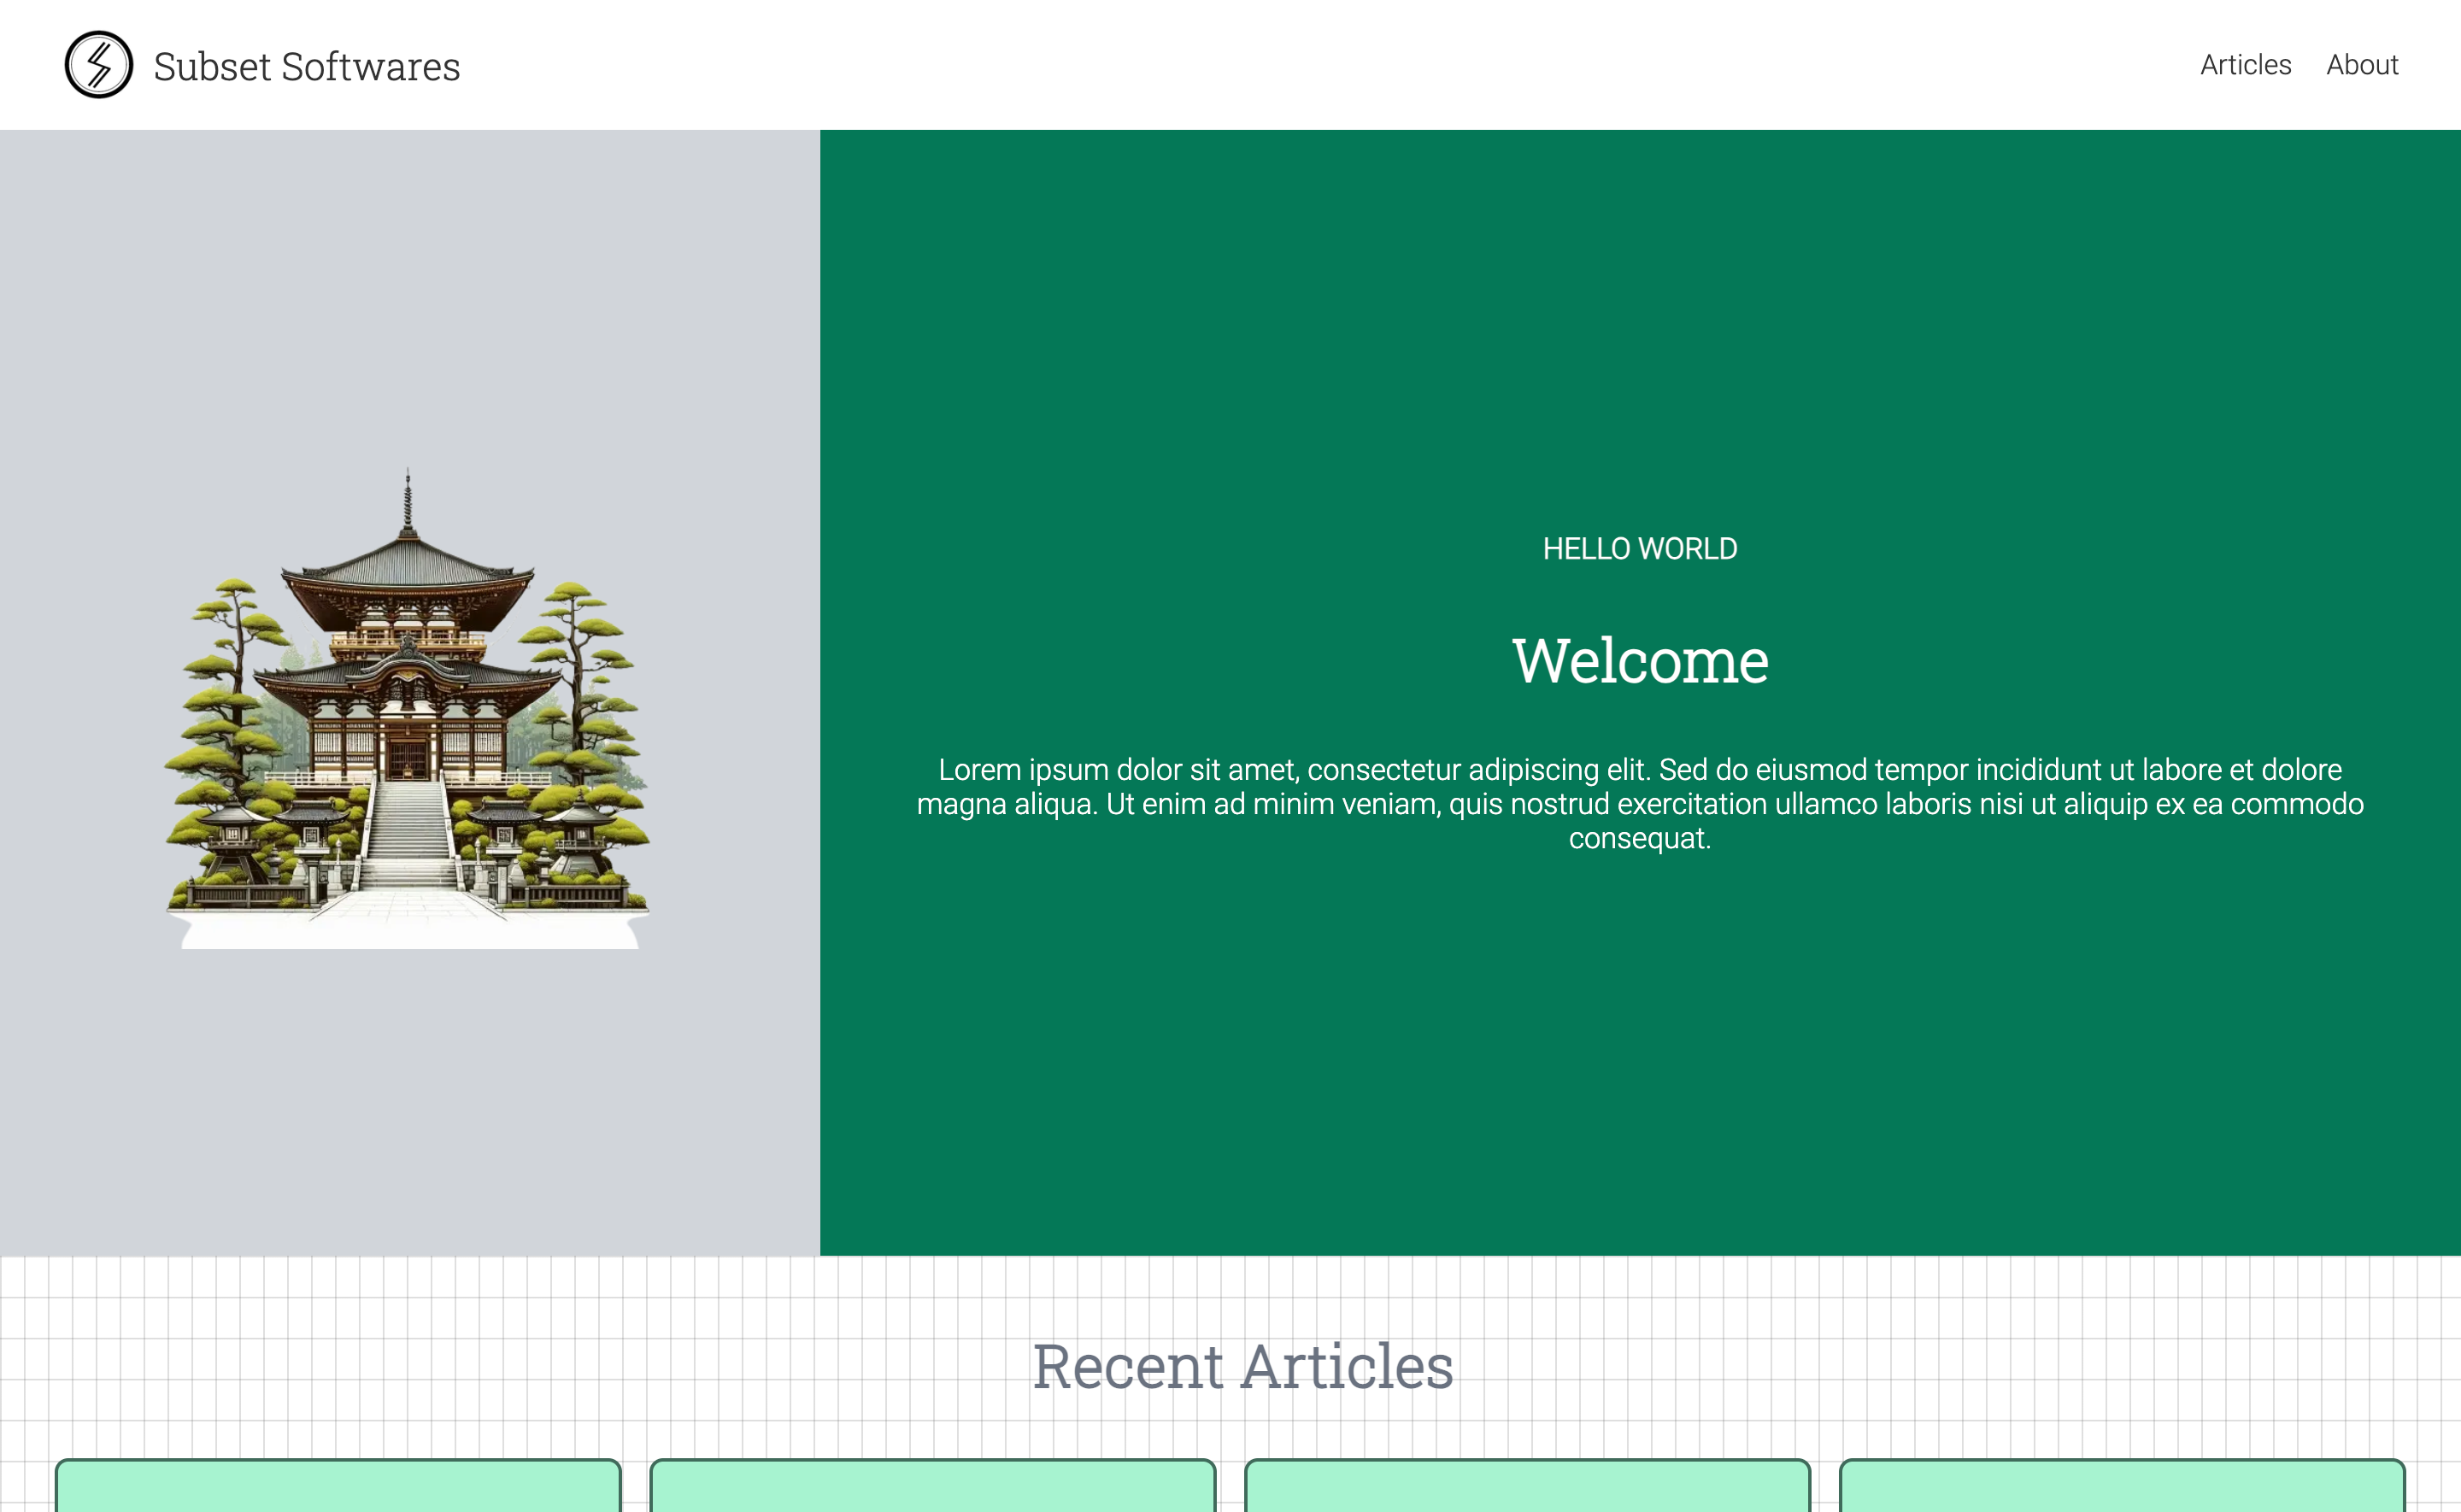 Subset Softwares
Articles About
HELLO WORLD
Welcome
Lorem ipsum dolor sit amet, consectetur adipiscing elit. Sed do eiusmod tempor incididunt ut labore et dolore
magna aliqua. Ut enim ad minim veniam, quis nostrud exercitation ullamco laboris nisi ut aliquip ex ea commodo
consequat.
Recent Articles